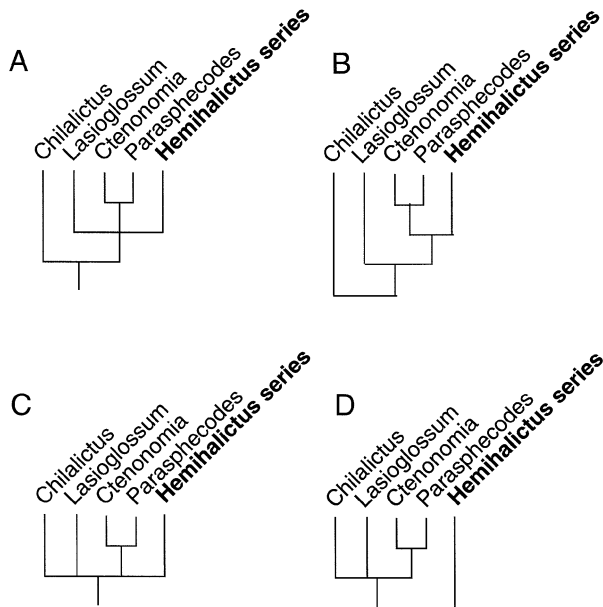 A
Chilalictus
Lasioglossum
Ctenonomia
Parasphecodes
Hemihalictus series
B
Chilalictus
Lasioglossum
Ctenonomia
Parasphecodes
Hemihalictus series
C
Chilalictus
Lasioglossum
Ctenonomia
Parasphecodes
Hemihalictus series
D
Chilalictus
Lasioglossum
Ctenonomia
Parasphecodes
Hemihalictus series